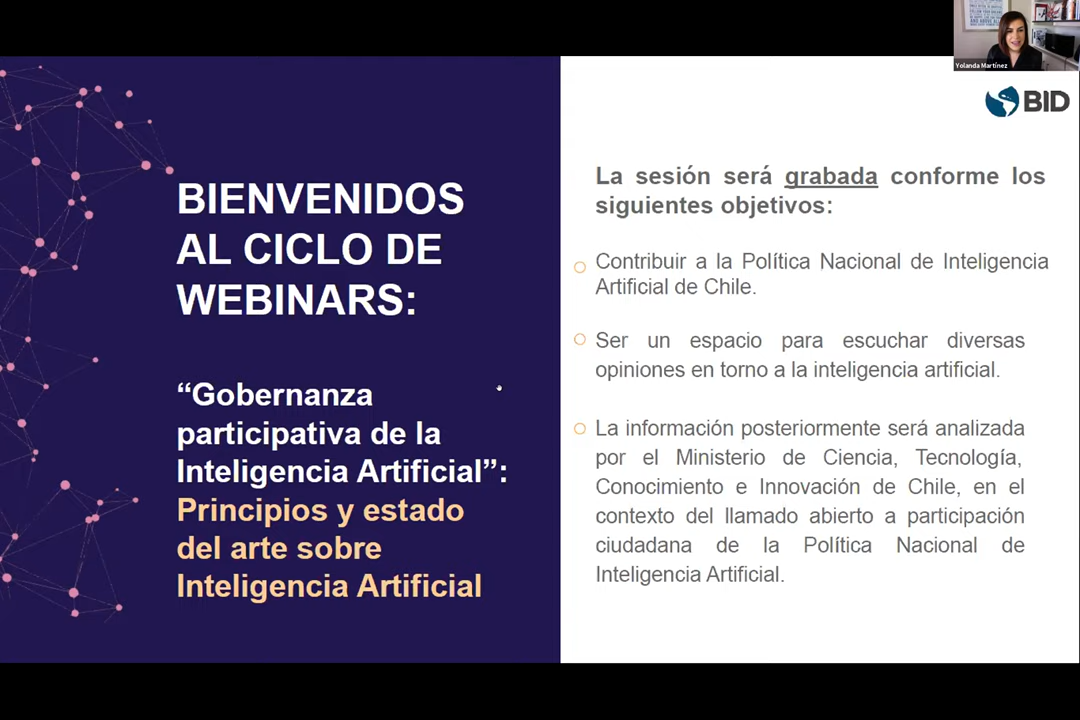 Yolanda Martínez
BID
BIENVENIDOS
AL CICLO DE
WEBINARS:
“Gobernanza
participativa de la
Inteligencia Artificial”:
Principios y estado
del arte sobre
Inteligencia Artificial
La sesión será grabada conforme los
siguientes objetivos:
Contribuir a la Política Nacional de Inteligencia
Artificial de Chile.
Ser un espacio para escuchar diversas
opiniones en torno a la inteligencia artificial.
La información posteriormente será analizada
por el Ministerio de Ciencia, Tecnología,
Conocimiento e Innovación de Chile, en el
contexto del llamado abierto a participación
ciudadana de la Política Nacional de
Inteligencia Artificial.